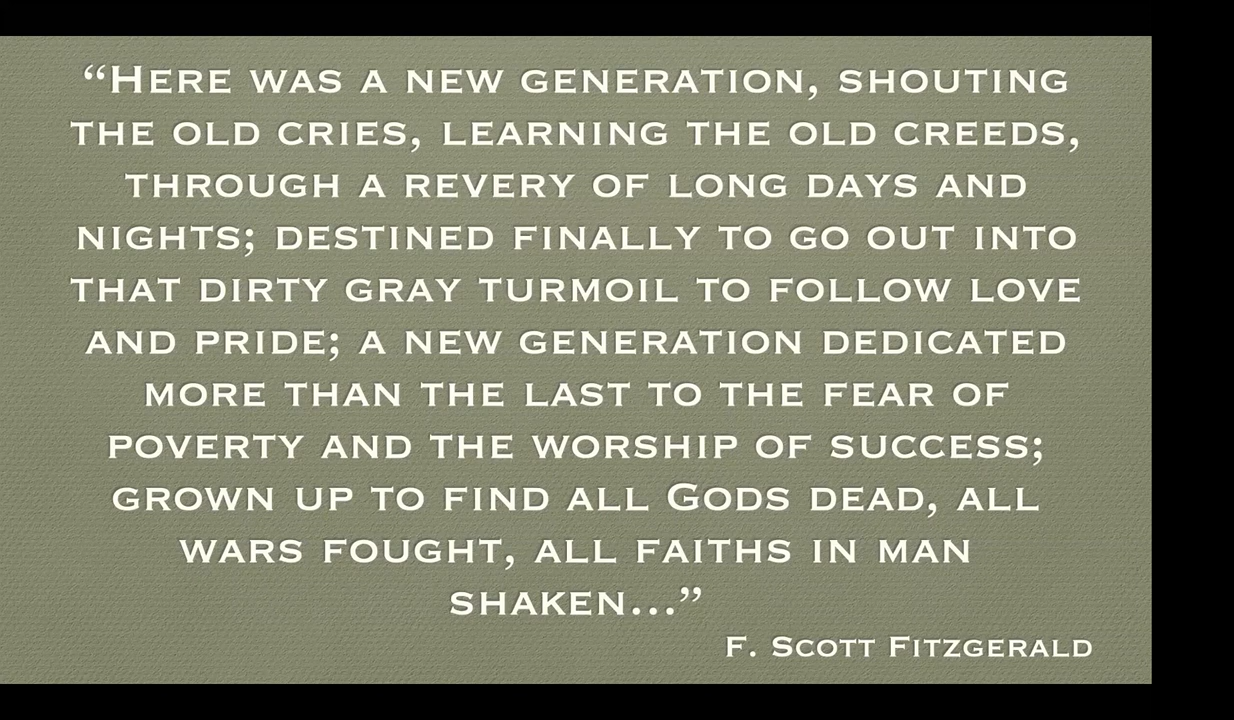 “Here was a new generation, shouting
the old cries, learning the old creeds,
through a revery of long days and
nights; destined finally to go out into
that dirty gray turmoil to follow love
and pride; a new generation dedicated
more than the last to the fear of
poverty and the worship of success;
grown up to find all Gods dead, all
wars fought, all faiths in man
shaken...”
F. Scott Fitzgerald